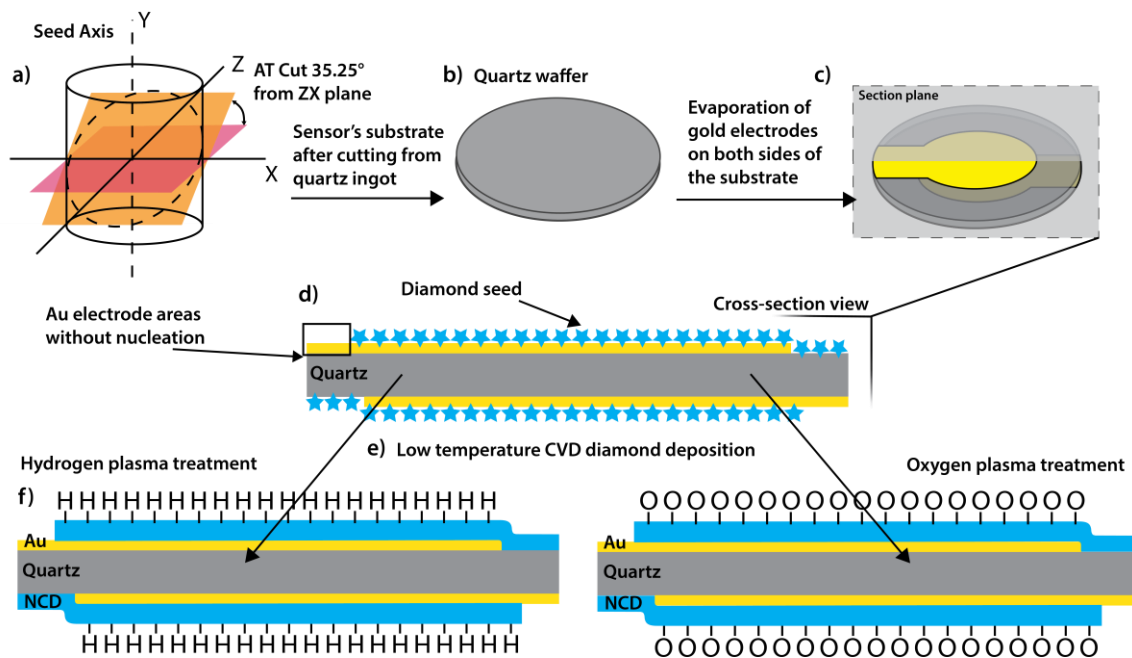 Seed Axis
Y
Z
X
a)
AT Cut 35.25°
from ZX plane
Sensor's substrate
after cutting from
quartz ingot
b)
Quartz waffer
Evaporation of
gold electrodes
on both sides of
the substrate
c)
Section plane
Au electrode areas
without nucleation
d)
Diamond seed
Cross-section view
Quartz
e) Low temperature CVD diamond deposition
Hydrogen plasma treatment
f)
H H H H H H H H H H H H H H H H H H H H
Au
Quartz
NCD
H H H H H H H H H H H H H H H H H H H H
Oxygen plasma treatment
O O O O O O O O O O O O O O O O O O O O
Au
Quartz
NCD
O O O O O O O O O O O O O O O O O O O O